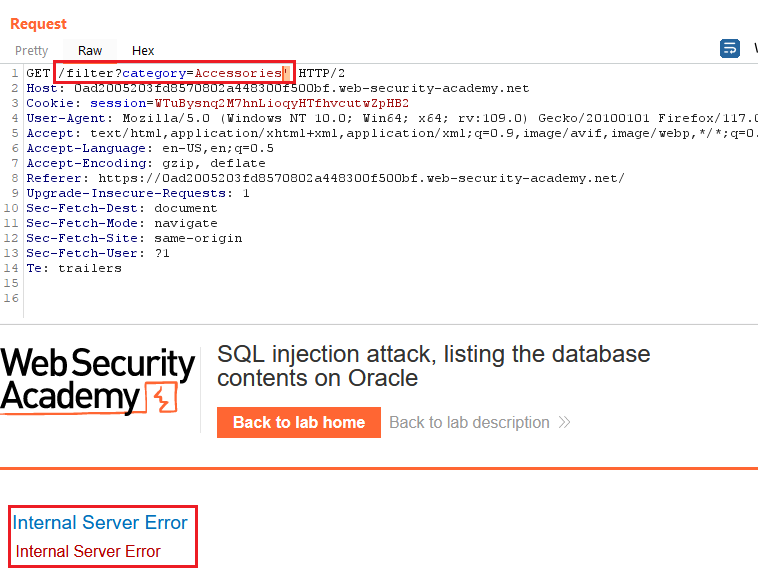 Request
Pretty Raw Hex
1 GET /filter?category=Accessories' HTTP/2
2 Host: 0ad2005203fd8570802a448300f500bf.web-security-academy.net
3 Cookie: session=WTuBysnq2M7hnLioqyHTfhvcutwZpHB2
4 User-Agent: Mozilla/5.0 (Windows NT 10.0; Win64; x64; rv:109.0) Gecko/20100101 Firefox/117.
5 Accept: text/html,application/xhtml+xml,application/xml;q=0.9,image/avif,image/webp,*/*;q=0.
6 Accept-Language: en-US,en;q=0.5
7 Accept-Encoding: gzip, deflate
8 Referer: https://0ad2005203fd8570802a448300f500bf.web-security-academy.net/
9 Upgrade-Insecure-Requests: 1
10 Sec-Fetch-Dest: document
11 Sec-Fetch-Mode: navigate
12 Sec-Fetch-Site: same-origin
13 Sec-Fetch-User: ?1
14 Te: trailers
15
16
Web Security
Academy
SQL injection attack, listing the database
contents on Oracle
Back to lab home Back to lab description
Internal Server Error
Internal Server Error